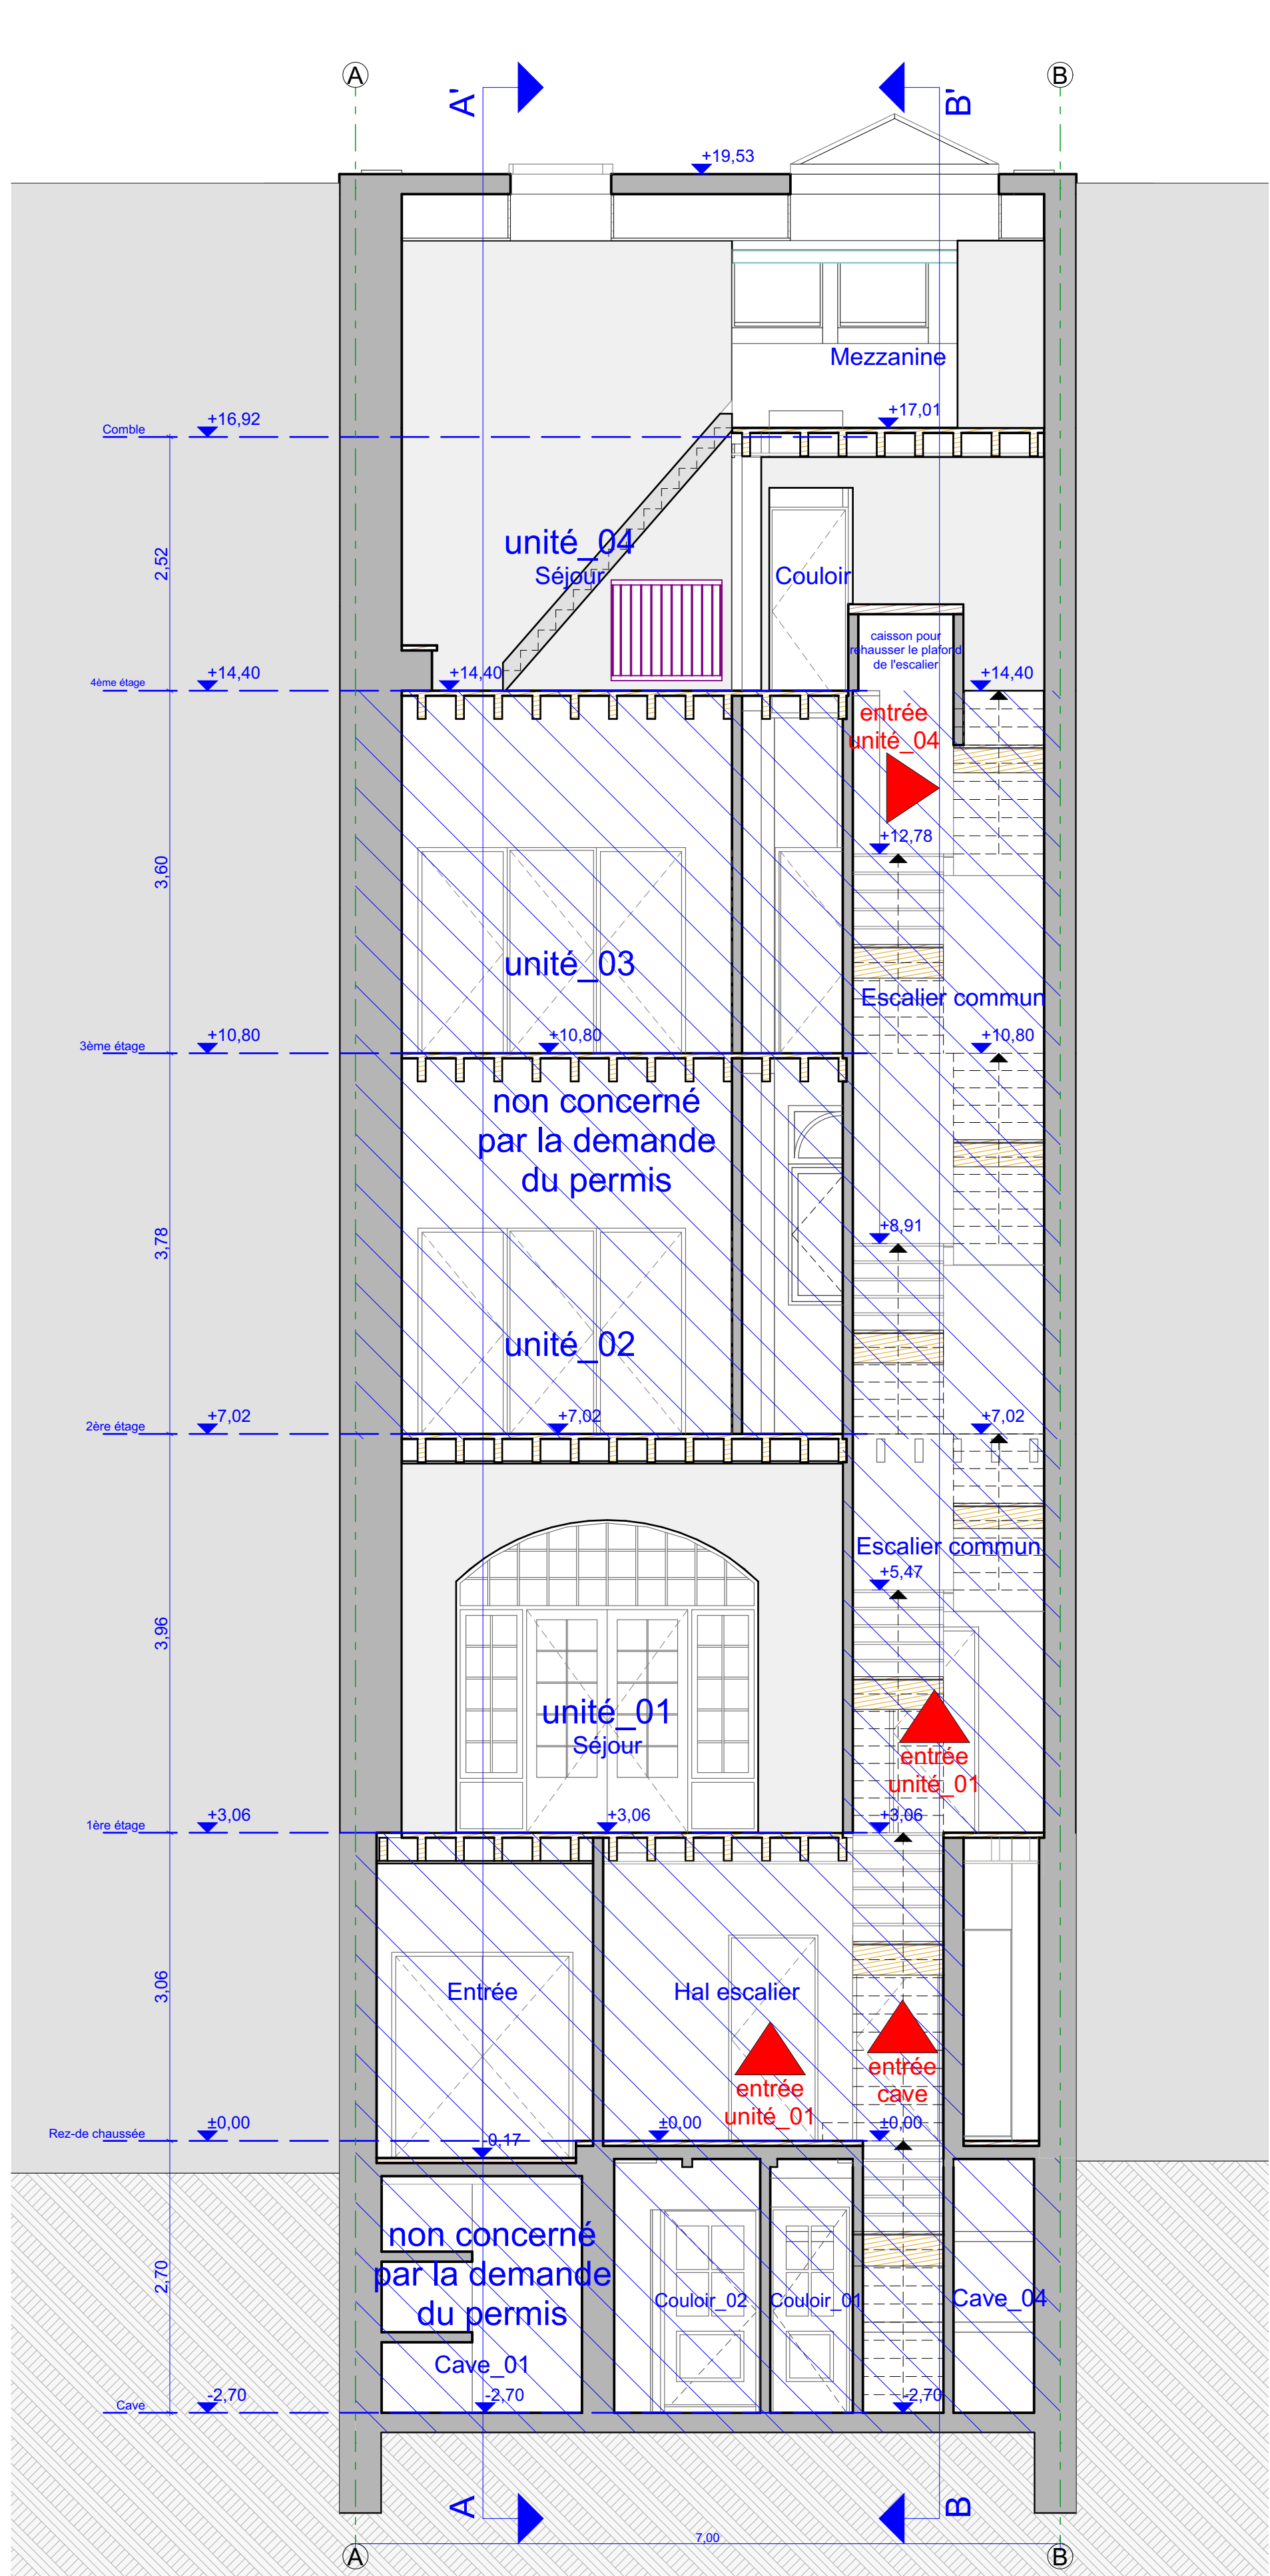 A
A'
B'
B
+19,53
Mezzanine
Comble
+16,92
+17,01
2,52
unité_04
Séjour
Couloir
caisson pour
rehausser le plafond
de l'escalier
4ème étage
+14,40
+14,40
+14,40
entrée
unité_04
+12,78
3,60
unité_03
Escalier commun
3ème étage
+10,80
+10,80
+10,80
non concerné
par la demande
du permis
+8,91
3,78
unité_02
2ère étage
+7,02
+7,02
+7,02
Escalier commun
+5,47
3,96
unité_01
Séjour
entrée
unité_01
1ère étage
+3,06
+3,06
+3,06
3,06
Entrée
Hal escalier
entrée
unité_01
entrée
cave
Rez-de chaussée
±0,00
-0,17
±0,00
±0,00
2,70
non concerné
par la demande
du permis
Couloir_02
Couloir_01
Cave_04
Cave_01
Cave
-2,70
-2,70
-2,70
A
B
7,00
A
B